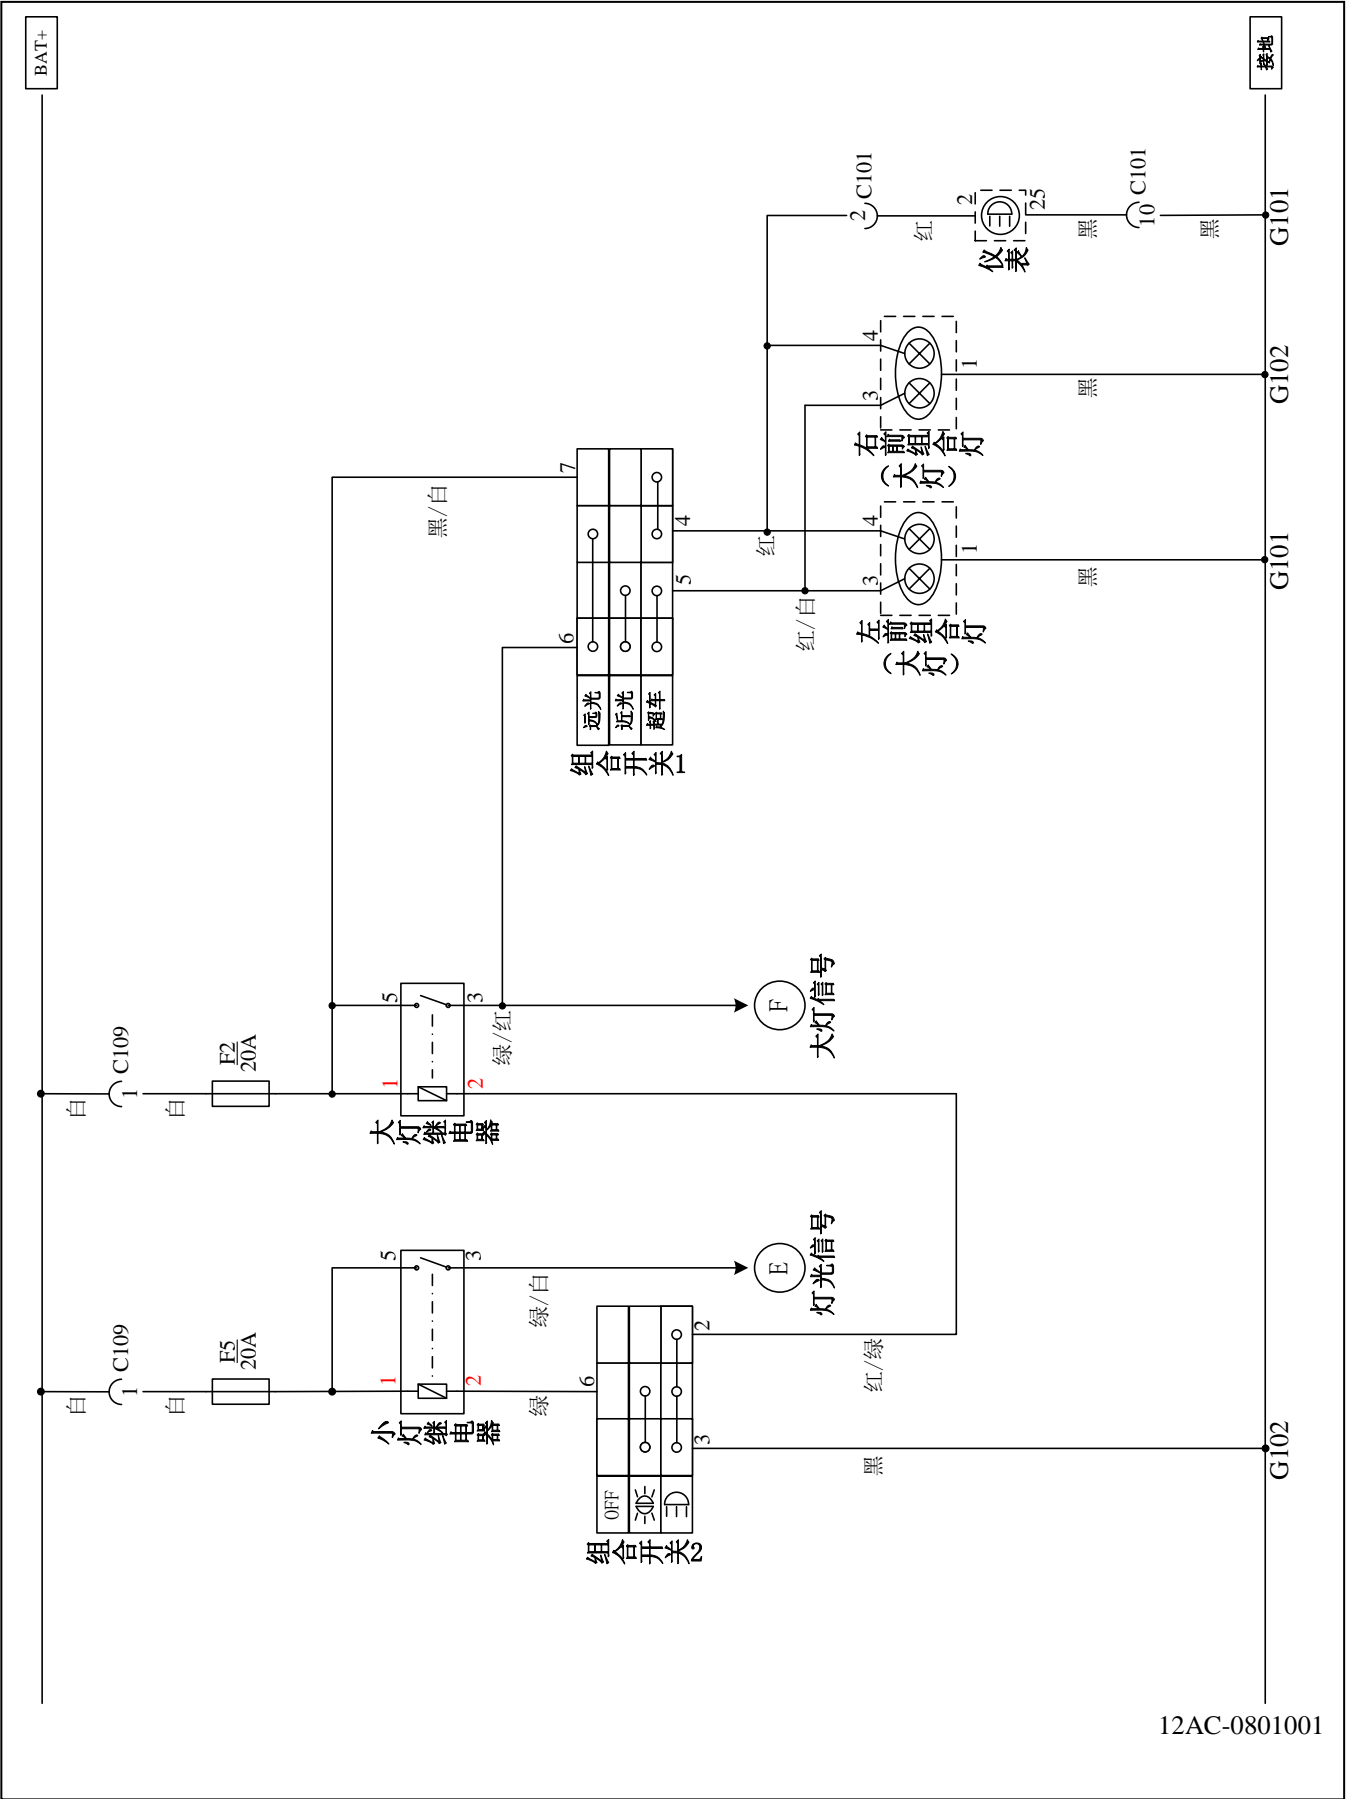 BAT+
接地
白
1
C109
白
F5
20A
1
5
2
3
小灯继电器
绿
绿/白
E
灯光信号
6
OFF
3
2
组合开关2
黑
红/绿
G102
白
1
C109
白
F2
20A
1
5
2
3
大灯继电器
绿/红
F
大灯信号
黑/白
6
7
远光
近光
超车
5
4
组合开关1
红/白
红
3
4
1
左前组合灯
(大灯)
黑
G101
3
4
1
右前组合灯
(大灯)
黑
G102
2
C101
红
2
25
仪表
黑
10
C101
黑
G101
12AC-0801001